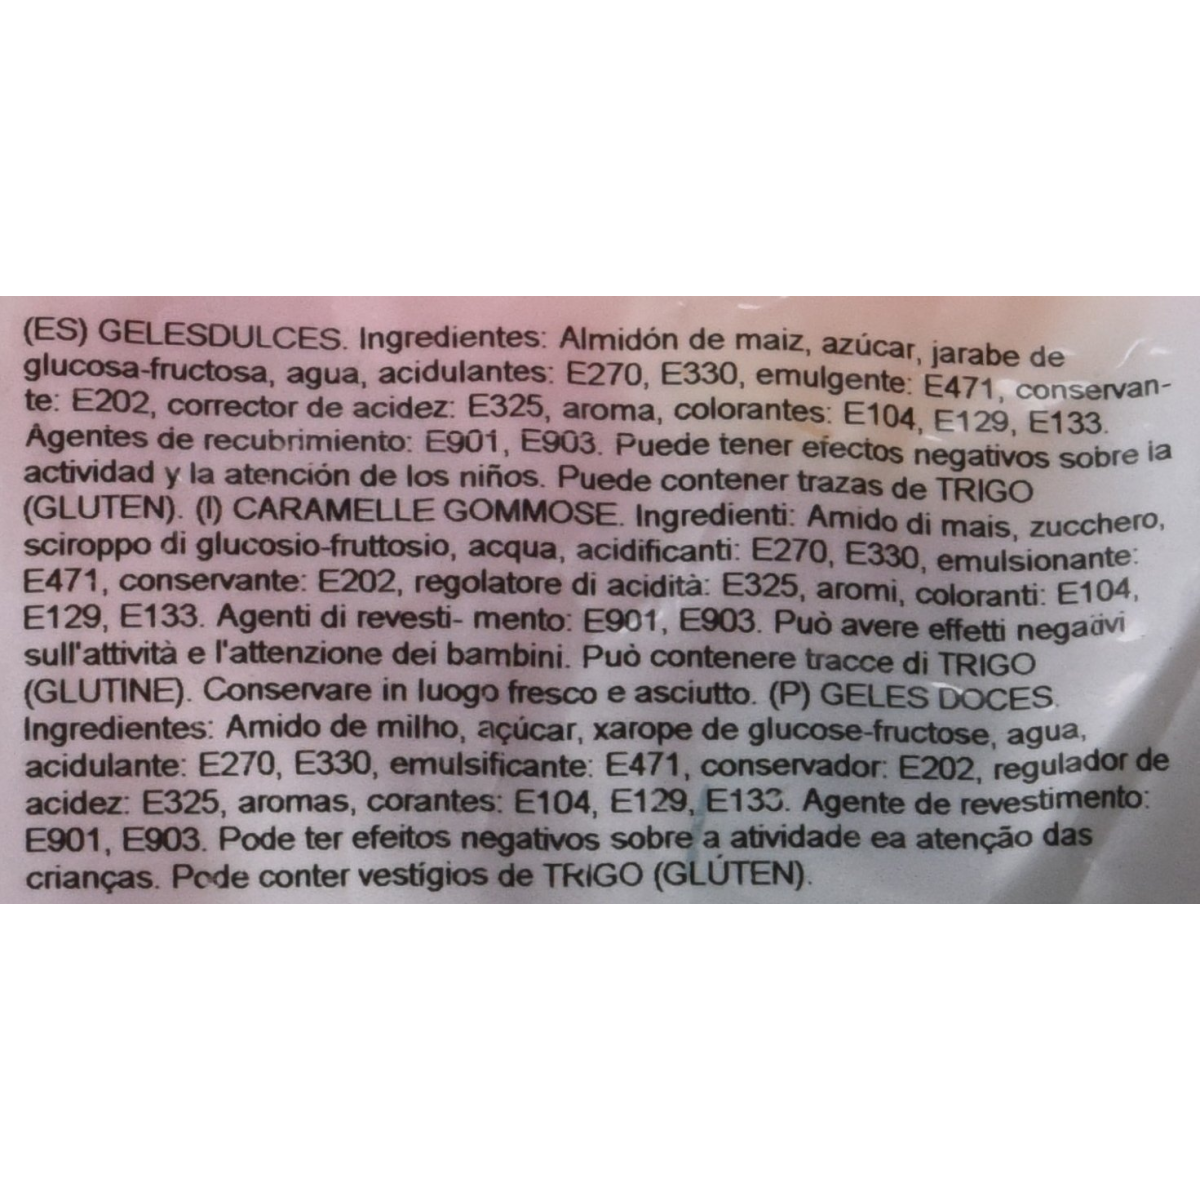 (ES) GELESDULCES. Ingredientes: Almidón de maiz, azúcar, jarabe de
glucosa-fructosa, agua, acidulantes: E270, E330, emulgente: E471, conservan-
te: E202, corrector de acidez: E325, aroma, colorantes: E104, E129, E133.
Agentes de recubrimiento: E901, E903. Puede tener efectos negativos sobre la
actividad y la atención de los niños. Puede contener trazas de TRIGO
(GLUTEN). (I) CARAMELLE GOMMOSE. Ingredienti: Amido di mais, zucchero,
sciroppo di glucosio-fruttosio, acqua, acidificanti: E270, E330, emulsionante:
E471, conservante: E202, regolatore di acidità: E325, aromi, coloranti: E104,
E129, E133. Agenti di revesti- mento: E901, E903. Può avere effetti negativi
sull'attività e l'attenzione dei bambini. Può contenere tracce di TRIGO
(GLUTINE). Conservare in luogo fresco e asciutto. (P) GELES DOCES.
Ingredientes: Amido de milho, açúcar, xarope de glucose-fructose, agua,
acidulante: E270, E330, emulsificante: E471, conservador: E202, regulador de
acidez: E325, aromas, corantes: E104, E129, E133. Agente de revestimento:
E901, E903. Pode ter efeitos negativos sobre a atividade ea atenção das
crianças. Pode conter vestígios de TRIGO (GLÚTEN).